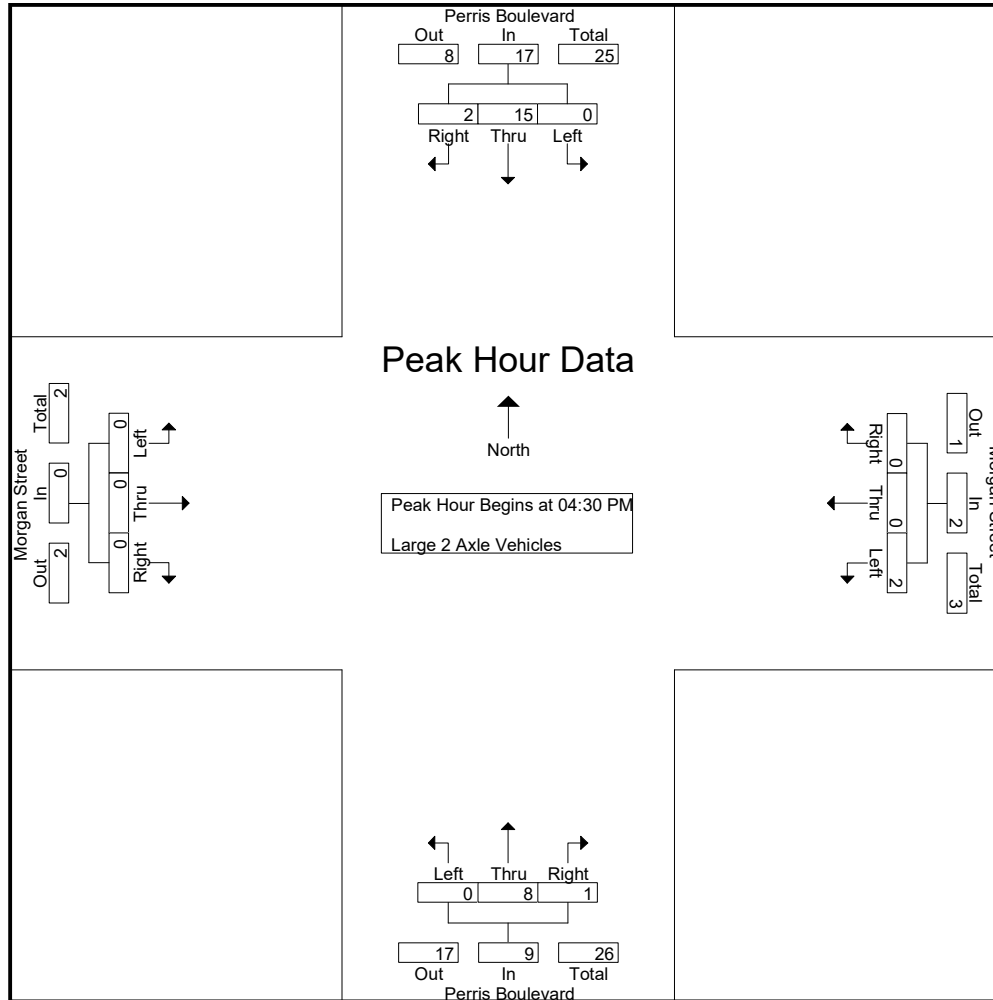 Perris Boulevard
Out In Total
8 17 25
2 15 0
Right Thru Left
Peak Hour Data
North
Peak Hour Begins at 04:30 PM
Large 2 Axle Vehicles
Morgan Street
Out In Total
2 0 2
Left Thru Right
0 0 0
Out In Total
1 2 3
Right Thru Left
0 0 2
Left Thru Right
0 8 1
17 9 26
Out In Total
Perris Boulevard